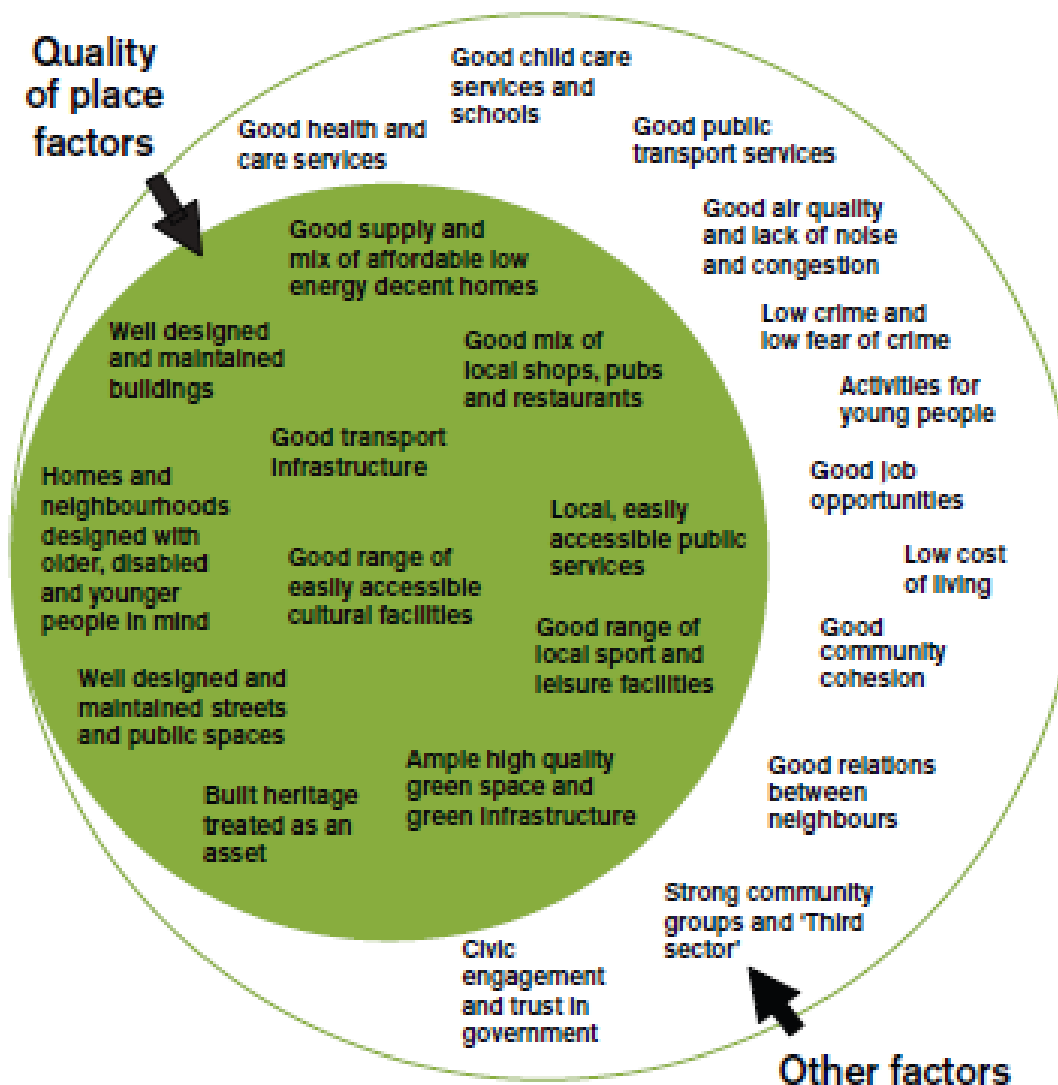 Quality
of place
factors
Good child care
services and
schools
Good health and
care services
Good public
transport services
Good air quality
and lack of noise
and congestion
Low crime and
low fear of crime
Activities for
young people
Good job
opportunities
Low cost
of living
Good
community
cohesion
Good relations
between
neighbours
Strong community
groups and ‘Third
sector’
Civic
engagement
and trust in
government
Other factors
Good supply and
mix of affordable low
energy decent homes
Well designed
and maintained
buildings
Good mix of
local shops, pubs
and restaurants
Good transport
infrastructure
Homes and
neighbourhoods
designed with
older, disabled
and younger
people in mind
Local, easily
accessible public
services
Good range of
easily accessible
cultural facilities
Good range of
local sport and
leisure facilities
Well designed and
maintained streets
and public spaces
Ample high quality
green space and
green infrastructure
Built heritage
treated as an
asset